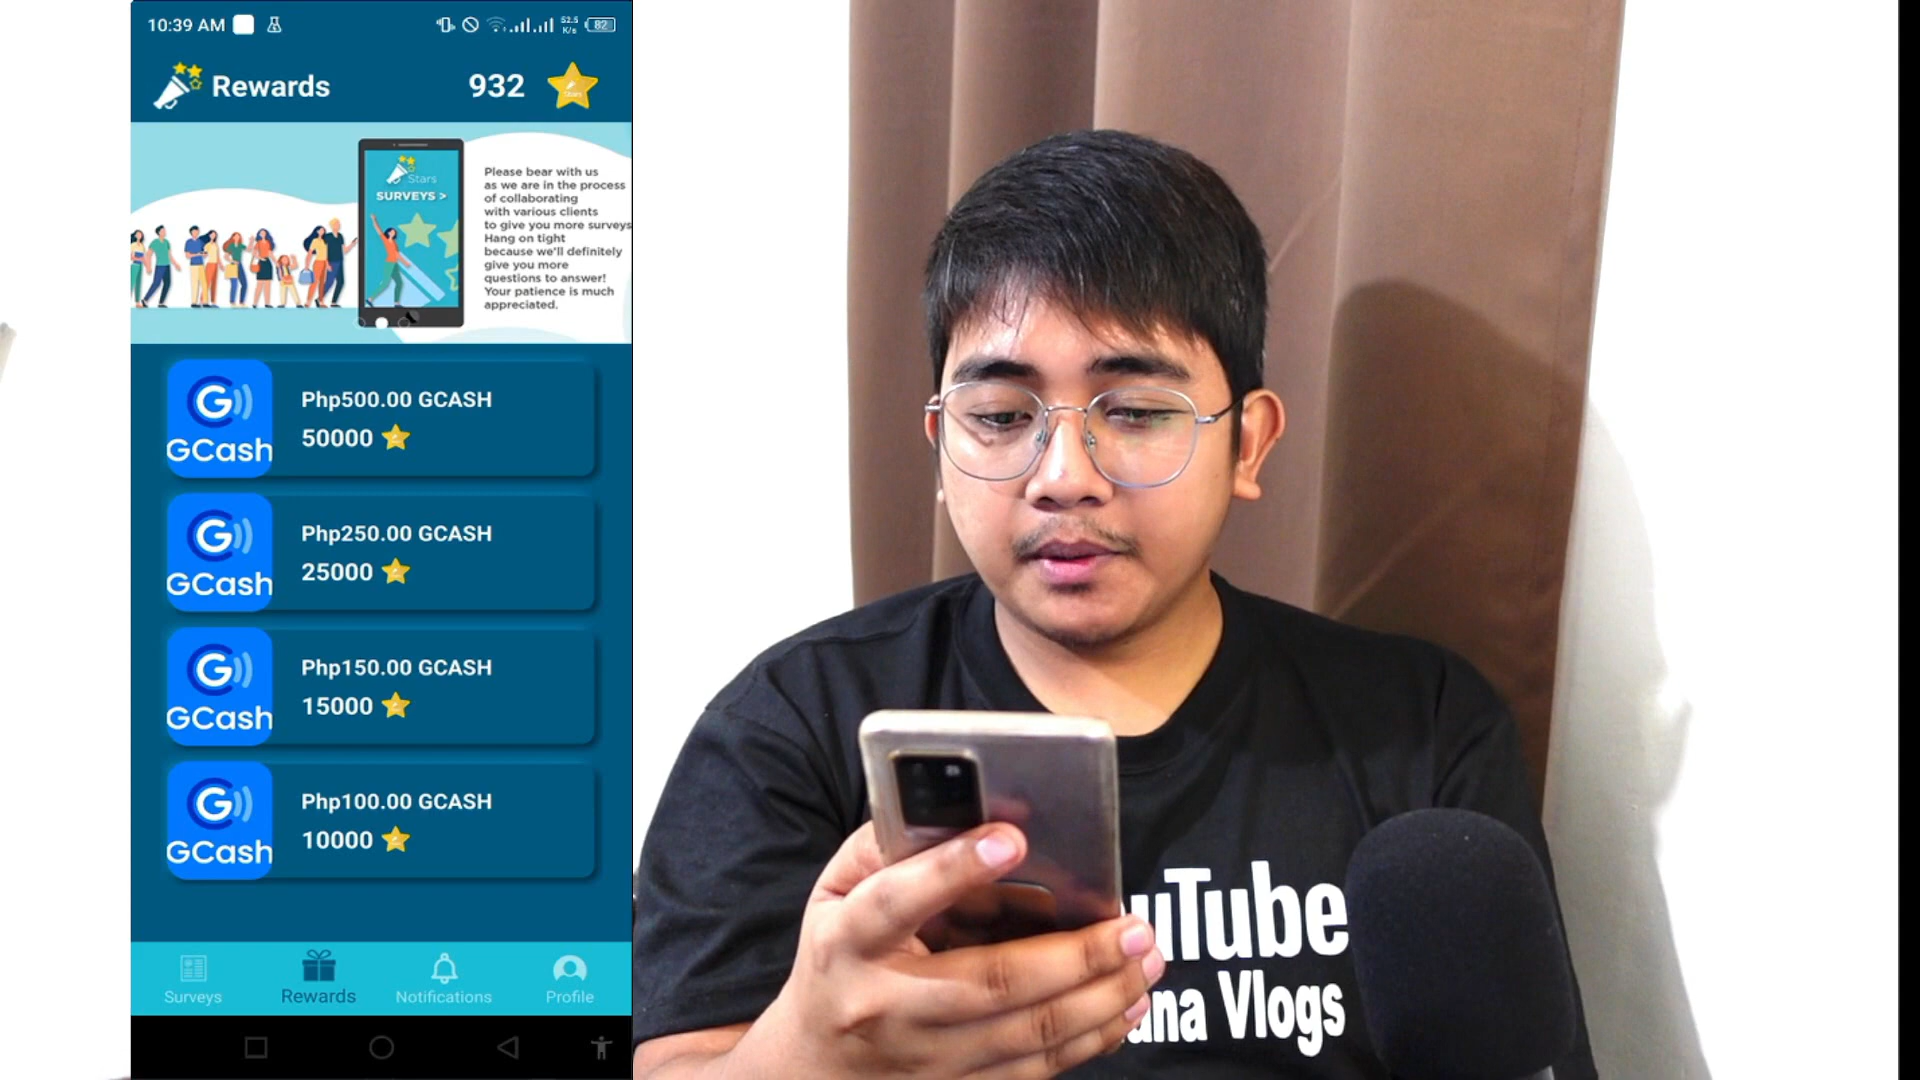 10:39 AM
52.5
K/s
82
Rewards
932
Stars
SURVEYS >
Please bear with us
as we are in the process
of collaborating
with various clients
to give you more surveys
Hang on tight
because we'll definitely
give you more
questions to answer!
Your patience is much
appreciated.
GCash
Php500.00 GCASH
50000
GCash
Php250.00 GCASH
25000
GCash
Php150.00 GCASH
15000
GCash
Php100.00 GCASH
10000
Surveys
Rewards
Notifications
Profile
uTube
ana Vlogs